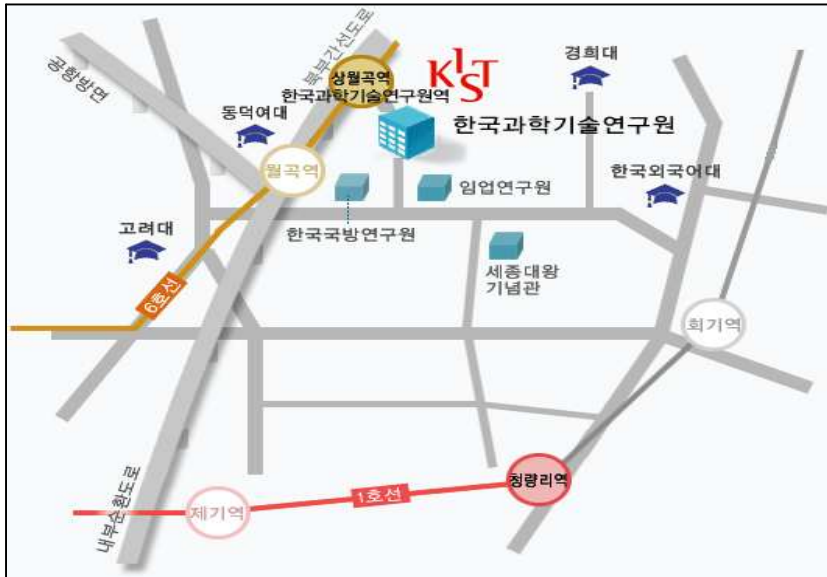 공항방면
북부간선도로
상월곡역
한국과학기술연구원역
KIST
경희대
동덕여대
한국과학기술연구원
월곡역
임업연구원
한국외국어대
고려대
한국국방연구원
세종대왕
기념관
6호선
회기역
내부순환도로
청량리역
1호선
제기역